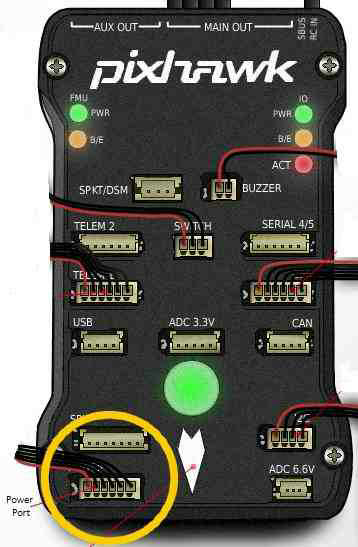 AUX OUT
MAIN OUT
SBUS
RC IN
pixhawk
FMU
IO
PWR
PWR
B/E
B/E
ACT
SPKT/DSM
BUZZER
TELEM 2
SWITCH
SERIAL 4/5
USB
ADC 3.3V
CAN
ADC 6.6V
Power
Port